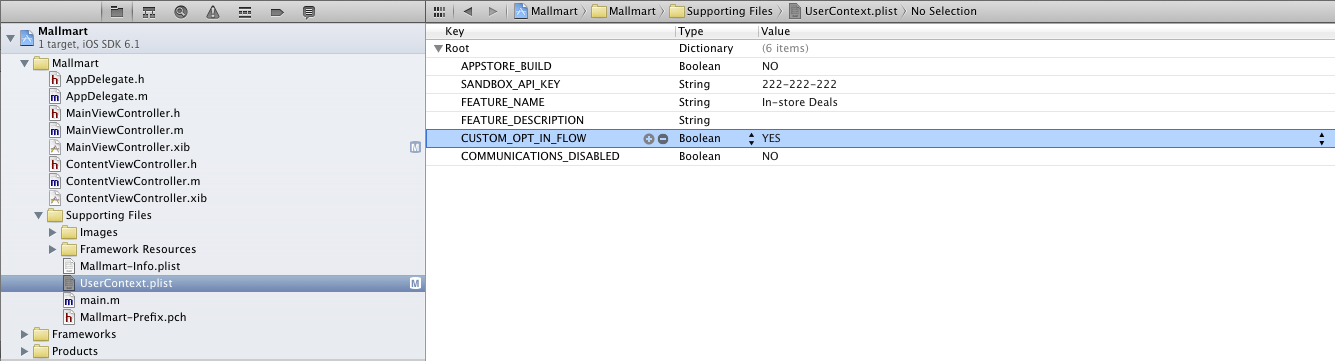 Mallmart
1 target, iOS SDK 6.1
Mallmart
AppDelegate.h
AppDelegate.m
MainViewController.h
MainViewController.m
MainViewController.xib M
ContentViewController.h
ContentViewController.m
ContentViewController.xib
Supporting Files
Images
Framework Resources
Mallmart-Info.plist
UserContext.plist M
main.m
Mallmart-Prefix.pch
Frameworks
Products
Mallmart Mallmart Supporting Files UserContext.plist No Selection
Key Type Value
Root Dictionary (6 items)
APPSTORE_BUILD Boolean NO
SANDBOX_API_KEY String 222-222-222
FEATURE_NAME String In-store Deals
FEATURE_DESCRIPTION String
CUSTOM_OPT_IN_FLOW Boolean YES
COMMUNICATIONS_DISABLED Boolean NO